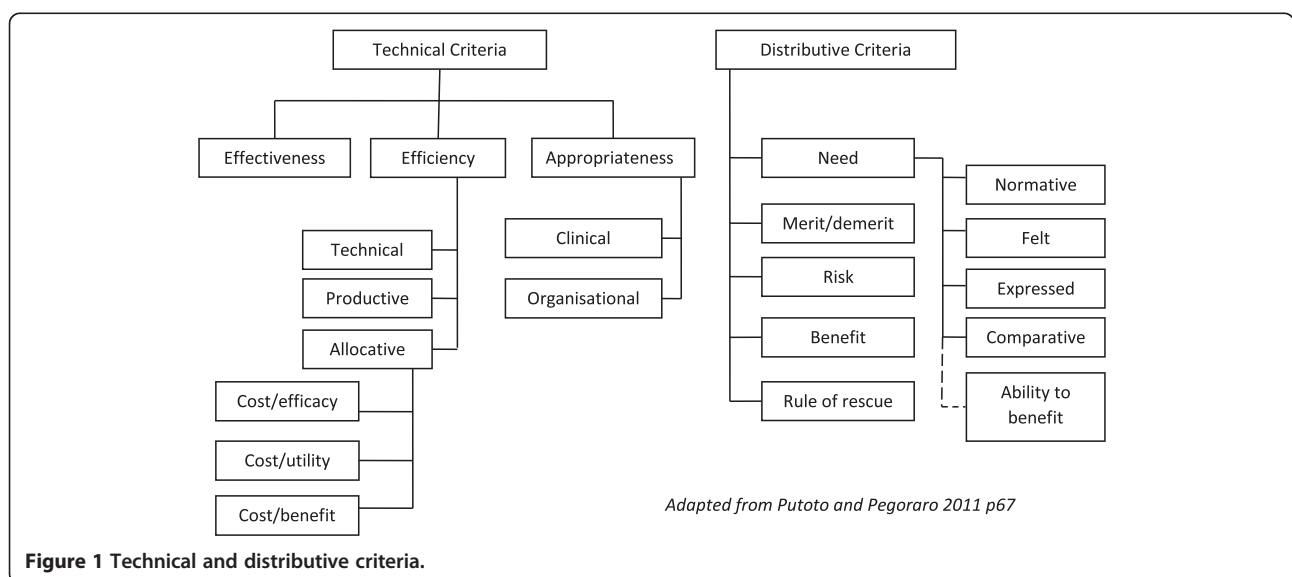 Technical Criteria
Effectiveness
Efficiency
Appropriateness
Technical
Productive
Allocative
Cost/efficacy
Cost/utility
Cost/benefit
Clinical
Organisational
Distributive Criteria
Need
Merit/demerit
Risk
Benefit
Rule of rescue
Normative
Felt
Expressed
Comparative
Ability to
benefit
Adapted from Putoto and Pegoraro 2011 p67
Figure 1 Technical and distributive criteria.